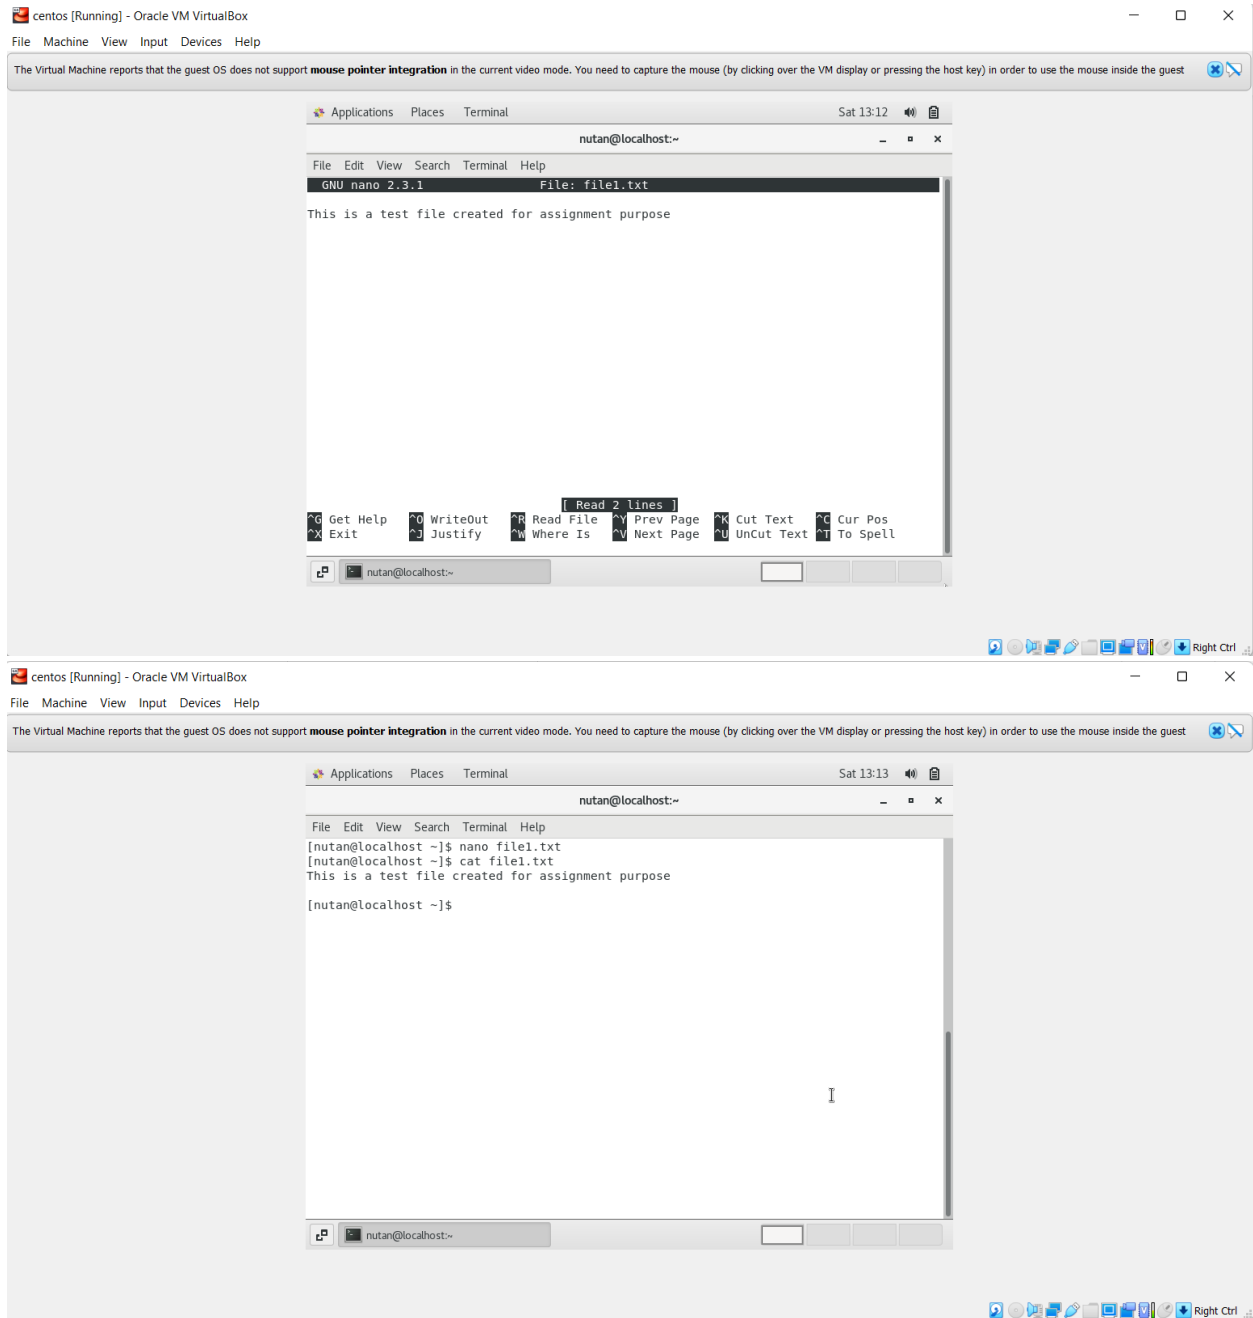 centos [Running] - Oracle VM VirtualBox
File Machine View Input Devices Help
The Virtual Machine reports that the guest OS does not support mouse pointer integration in the current video mode. You need to capture the mouse (by clicking over the VM display or pressing the host key) in order to use the mouse inside the guest
Applications Places Terminal Sat 13:12
nutan@localhost:~
File Edit View Search Terminal Help
GNU nano 2.3.1 File: file1.txt
This is a test file created for assignment purpose
[ Read 2 lines ]
^G Get Help ^O WriteOut ^R Read File ^Y Prev Page ^K Cut Text ^C Cur Pos
^X Exit ^J Justify ^W Where Is ^V Next Page ^U UnCut Text ^T To Spell
nutan@localhost:~
Right Ctrl
centos [Running] - Oracle VM VirtualBox
File Machine View Input Devices Help
The Virtual Machine reports that the guest OS does not support mouse pointer integration in the current video mode. You need to capture the mouse (by clicking over the VM display or pressing the host key) in order to use the mouse inside the guest
Applications Places Terminal Sat 13:13
nutan@localhost:~
File Edit View Search Terminal Help
[nutan@localhost ~]$ nano file1.txt
[nutan@localhost ~]$ cat file1.txt
This is a test file created for assignment purpose
[nutan@localhost ~]$
nutan@localhost:~
Right Ctrl